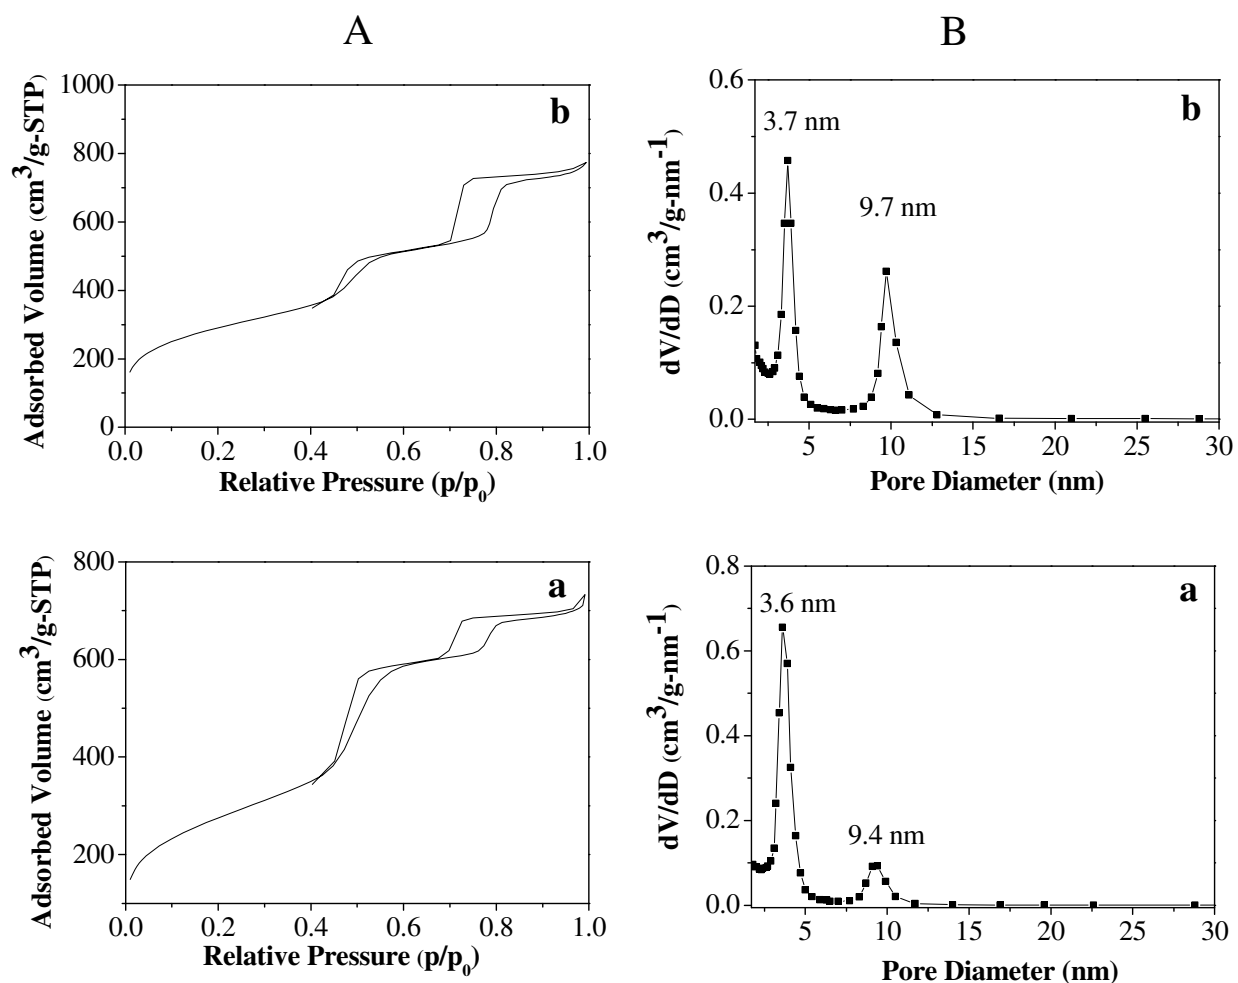 A
B
b
1000
800
600
400
200
0
0.0 0.2 0.4 0.6 0.8 1.0
Adsorbed Volume (cm³/g-STP)
Relative Pressure (p/p₀)
b
3.7 nm
9.7 nm
0.6
0.4
0.2
0.0
5 10 15 20 25 30
dV/dD (cm³/g-nm⁻¹)
Pore Diameter (nm)
a
800
600
400
200
0.0 0.2 0.4 0.6 0.8 1.0
Adsorbed Volume (cm³/g-STP)
Relative Pressure (p/p₀)
a
3.6 nm
9.4 nm
0.8
0.6
0.4
0.2
0.0
5 10 15 20 25 30
dV/dD (cm³/g-nm⁻¹)
Pore Diameter (nm)